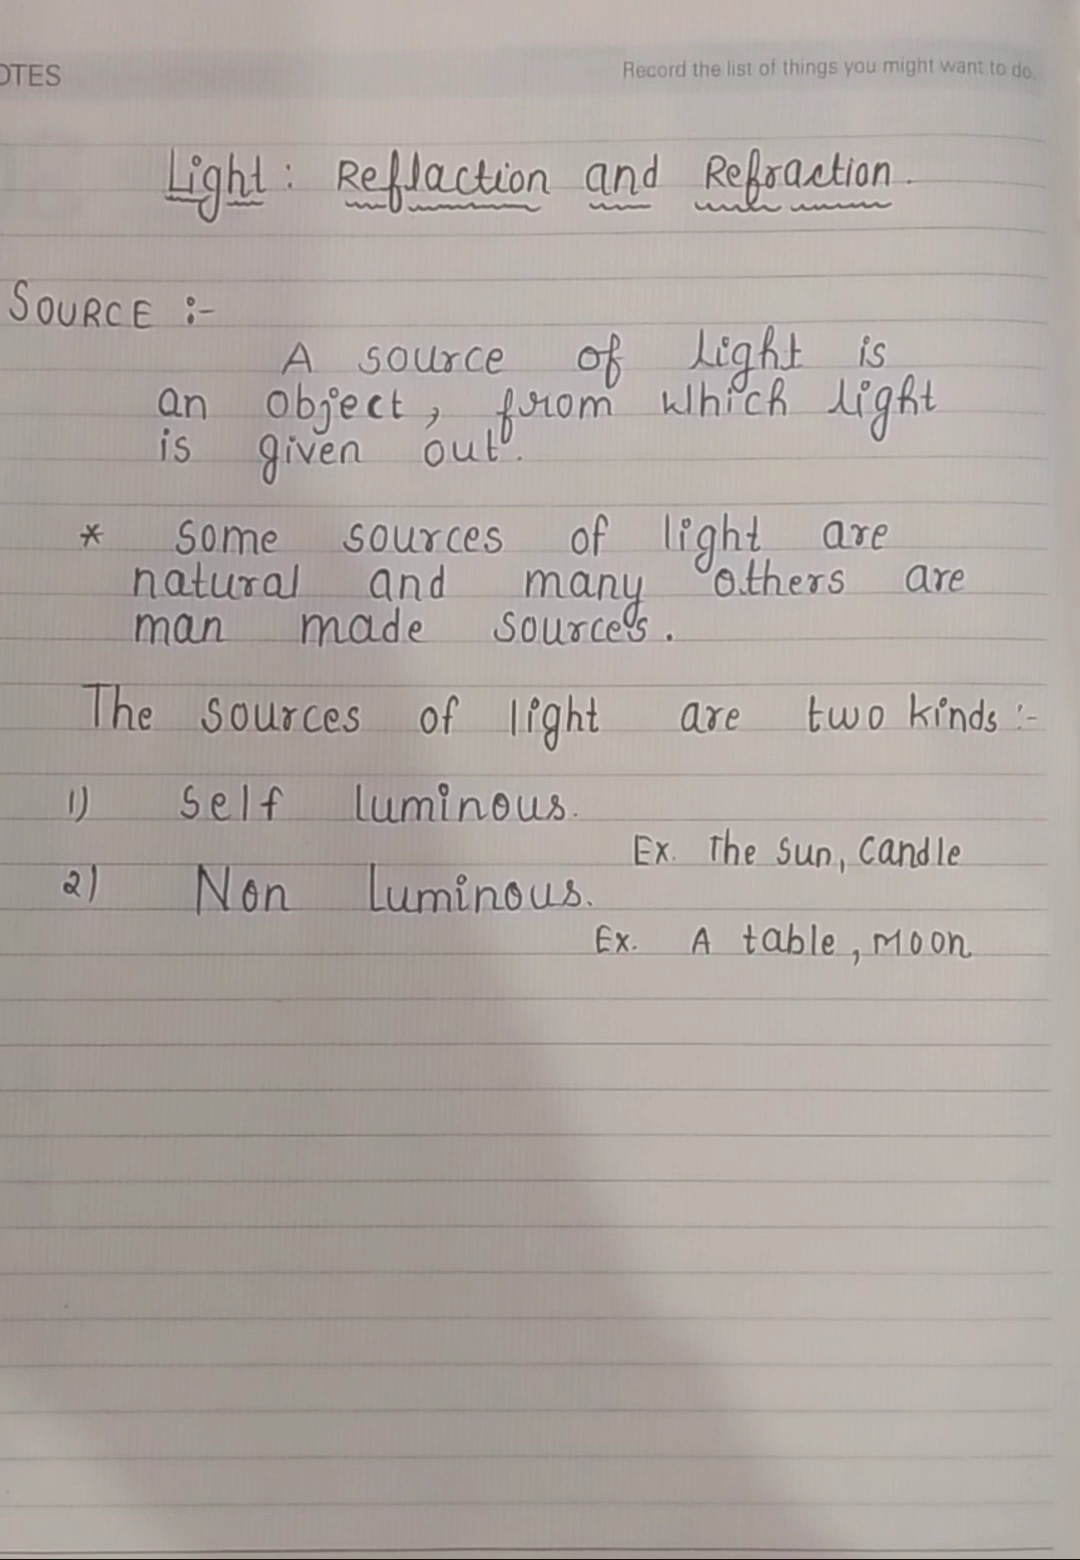 OTES
Record the list of things you might want to do.
Light: Reflaction and Refraction.
SOURCE :-
A source of light is
an object, from which light
is given out.
* some sources of light are
natural and many others are
man made sources.
The sources of light are two kinds :-
1) Self luminous.
Ex. The sun, candle
2) Non luminous.
Ex. A table, Moon